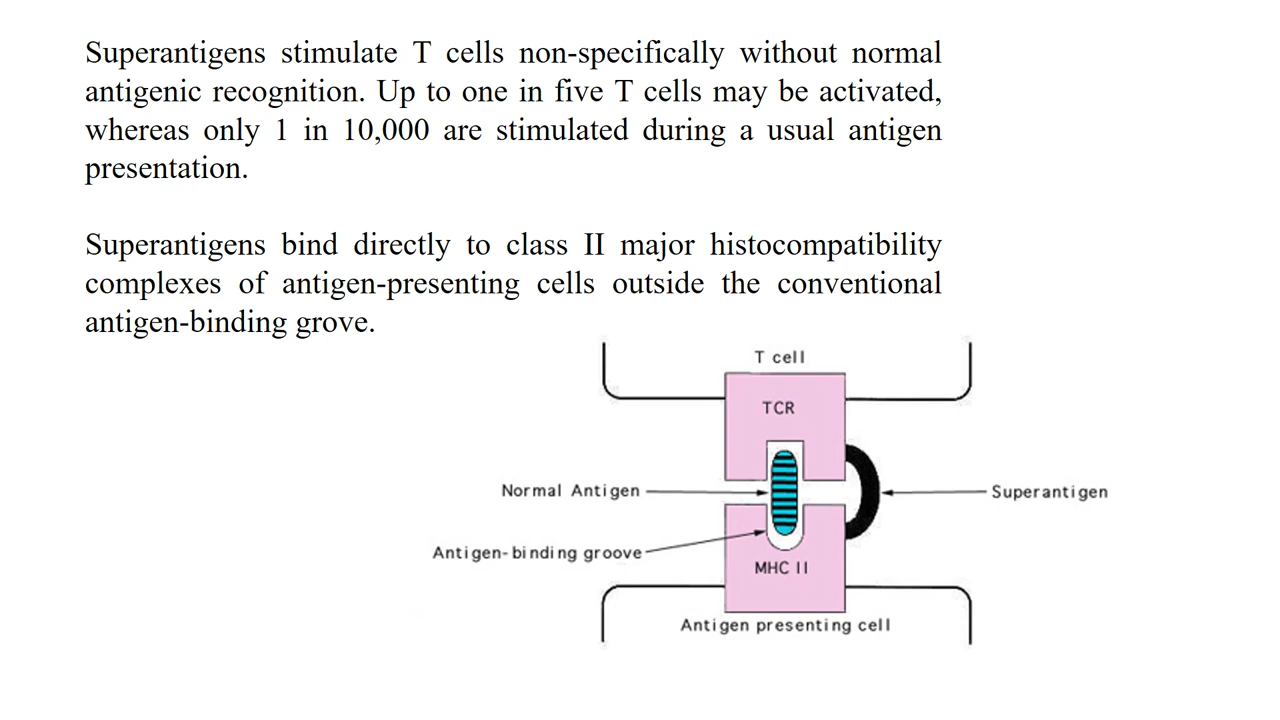 Superantigens stimulate T cells non-specifically without normal
antigenic recognition. Up to one in five T cells may be activated,
whereas only 1 in 10,000 are stimulated during a usual antigen
presentation.
Superantigens bind directly to class II major histocompatibility
complexes of antigen-presenting cells outside the conventional
antigen-binding grove.
T cell
TCR
Normal Antigen
Superantigen
Antigen-binding groove
MHC II
Antigen presenting cell